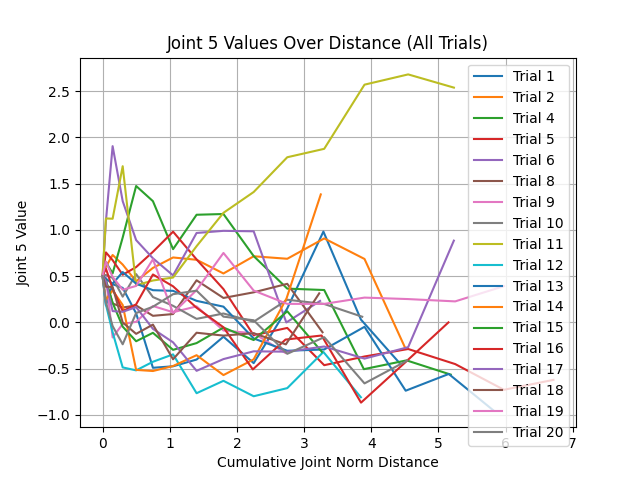 Joint 5 Values Over Distance (All Trials)
Joint 5 Value
2.5
2.0
1.5
1.0
0.5
0.0
−0.5
−1.0
0 1 2 3 4 5 6 7
Cumulative Joint Norm Distance
Trial 1
Trial 2
Trial 4
Trial 5
Trial 6
Trial 8
Trial 9
Trial 10
Trial 11
Trial 12
Trial 13
Trial 14
Trial 15
Trial 16
Trial 17
Trial 18
Trial 19
Trial 20